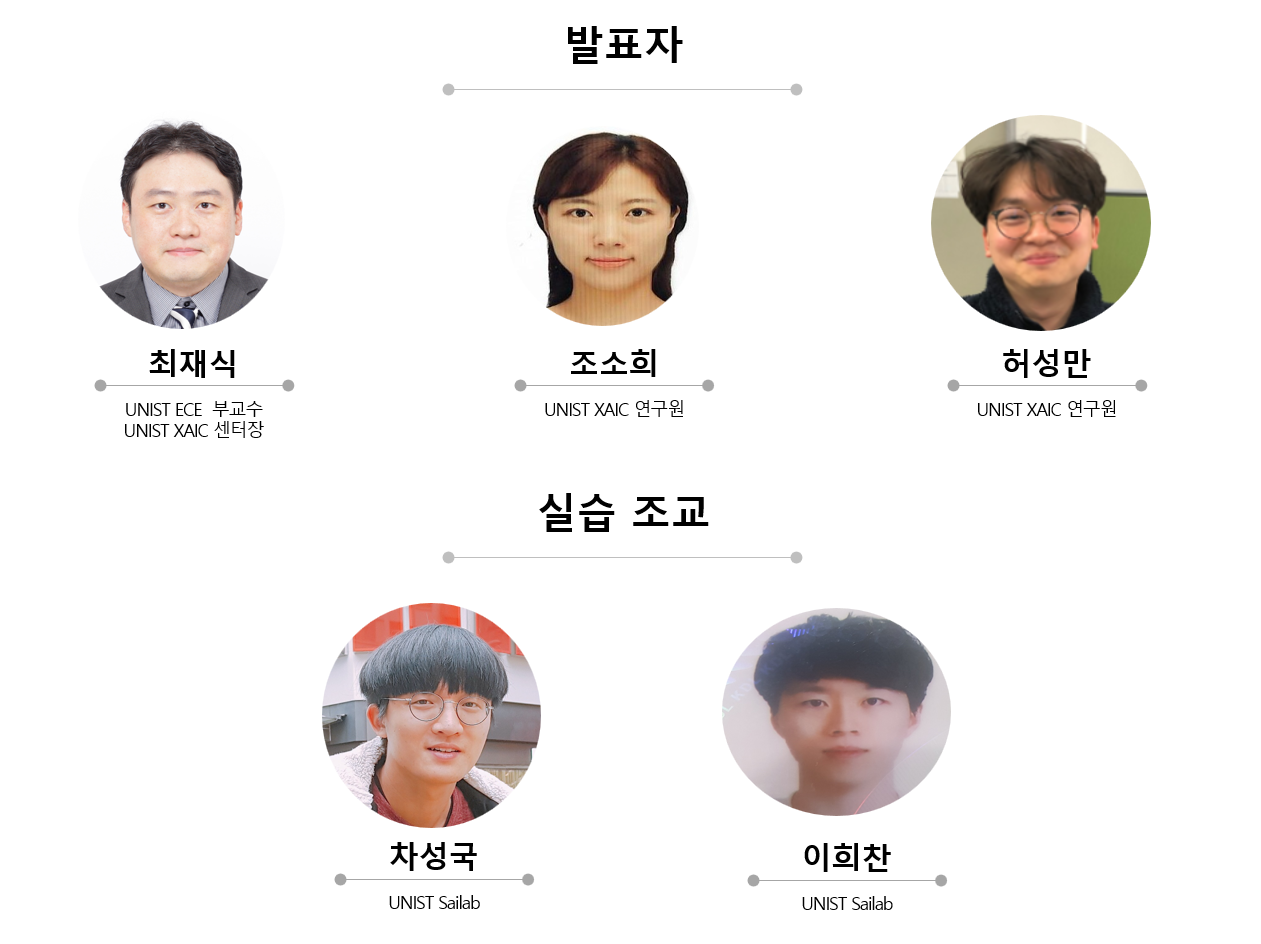 발표자
최재식
UNIST ECE 부교수
UNIST XAIC 센터장
조소희
UNIST XAIC 연구원
허성만
UNIST XAIC 연구원
실습 조교
차성국
UNIST Sailab
이희찬
UNIST Sailab